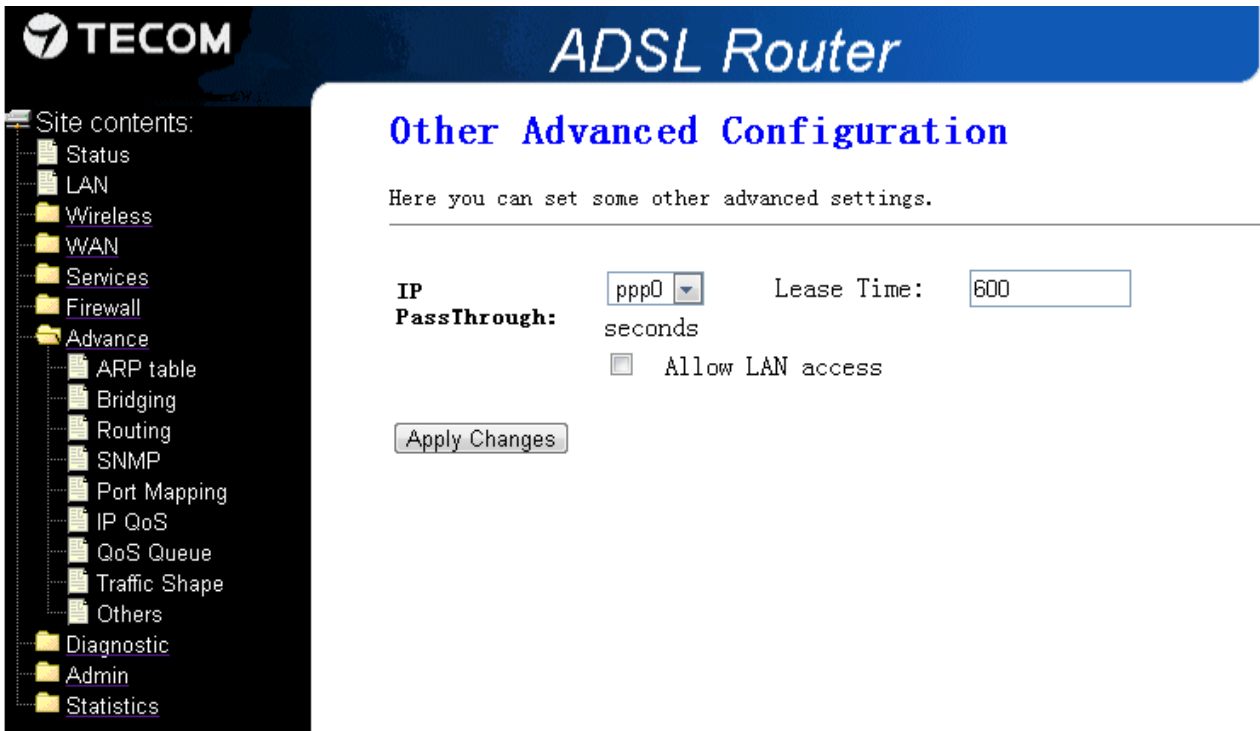 TECOM
ADSL Router
Site contents:
Status
LAN
Wireless
WAN
Services
Firewall
Advance
ARP table
Bridging
Routing
SNMP
Port Mapping
IP QoS
QoS Queue
Traffic Shape
Others
Diagnostic
Admin
Statistics
Other Advanced Configuration
Here you can set some other advanced settings.
IP PassThrough:
ppp0 Lease Time: 600
seconds
Allow LAN access
Apply Changes